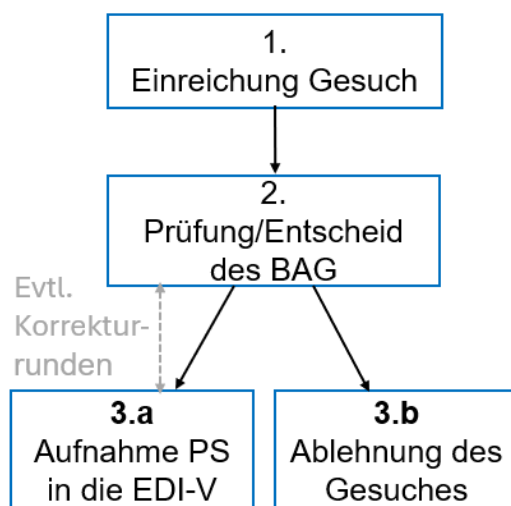 1.
Einreichung Gesuch
2.
Prüfung/Entscheid
des BAG
Evtl.
Korrektur-
runden
3.a
Aufnahme PS
in die EDI-V
3.b
Ablehnung des
Gesuches